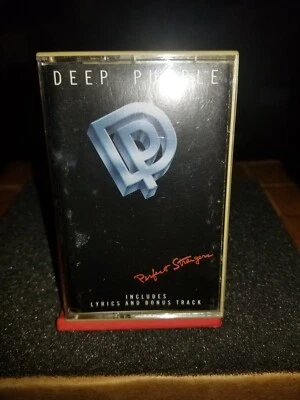 DEEP PURPLE
DP
Perfect Strangers
INCLUDES
LYRICS AND BONUS TRACK